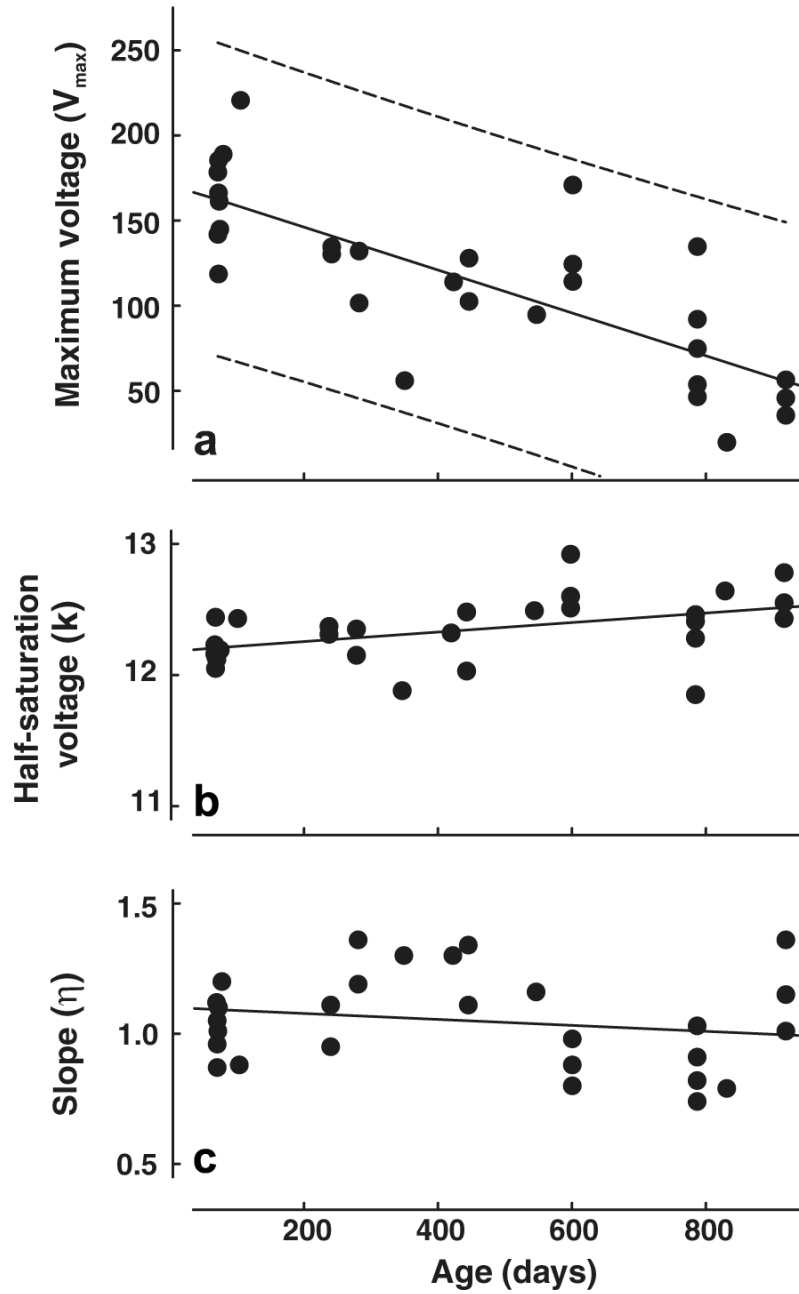 Maximum voltage (Vmax)
250
200
150
100
50
a
Half-saturation
voltage (k)
13
12
11
b
Slope (η)
1.5
1.0
0.5
c
200 400 600 800
Age (days)